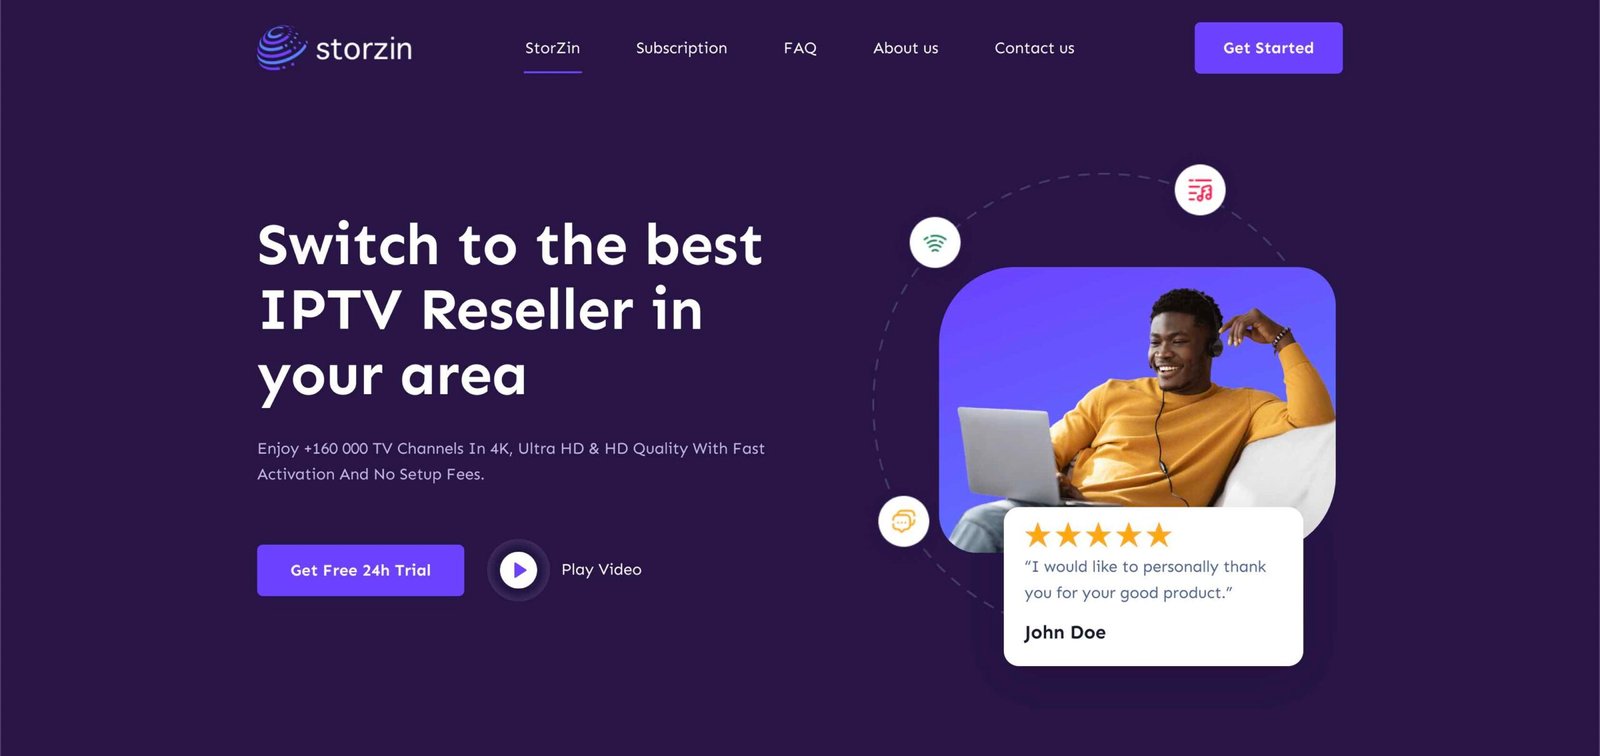 storzin
StorZin
Subscription
FAQ
About us
Contact us
Get Started
Switch to the best
IPTV Reseller in
your area
Enjoy +160 000 TV Channels In 4K, Ultra HD & HD Quality With Fast
Activation And No Setup Fees.
Get Free 24h Trial
Play Video
“I would like to personally thank
you for your good product.”
John Doe